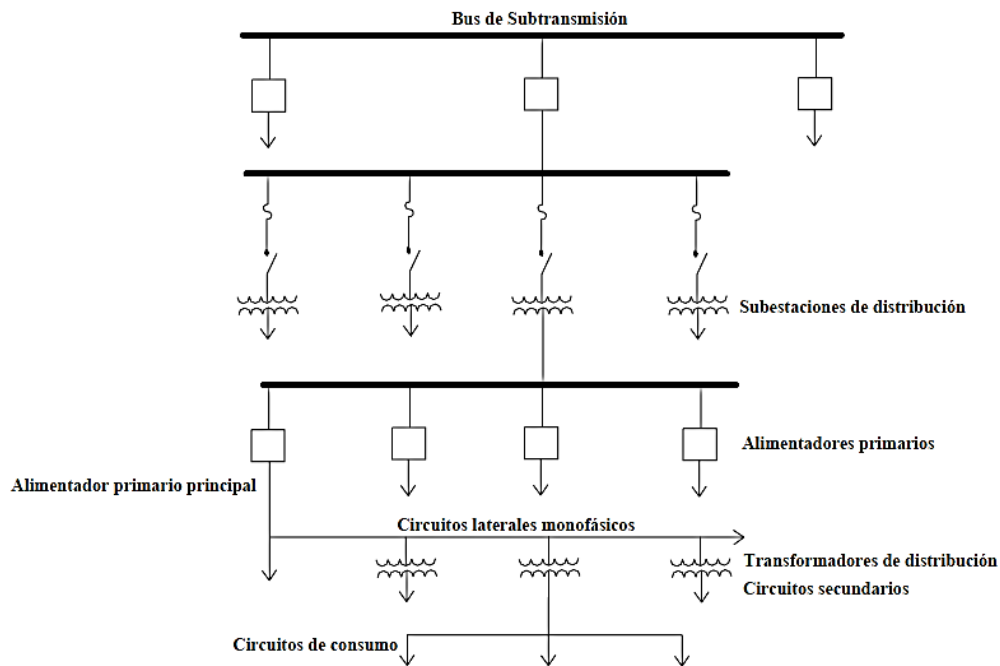 Bus de Subtransmisión
Subestaciones de distribución
Alimentadores primarios
Alimentador primario principal
Circuitos laterales monofásicos
Transformadores de distribución
Circuitos secundarios
Circuitos de consumo